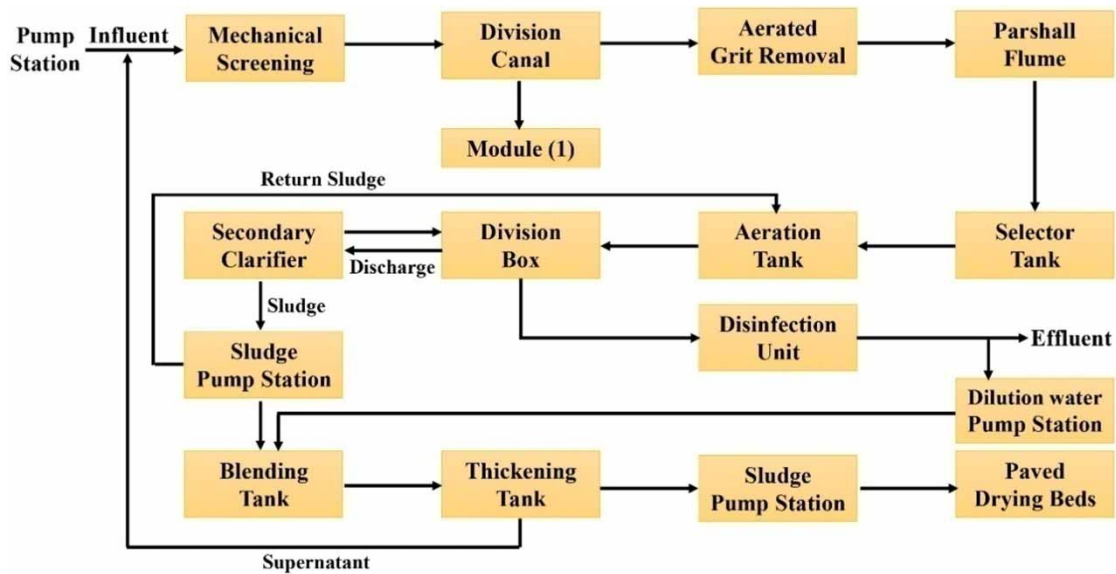 Pump
Station
Influent
Mechanical
Screening
Division
Canal
Aerated
Grit Removal
Parshall
Flume
Module (1)
Return Sludge
Secondary
Clarifier
Discharge
Division
Box
Aeration
Tank
Selector
Tank
Sludge
Sludge
Pump Station
Disinfection
Unit
Effluent
Dilution water
Pump Station
Blending
Tank
Thickening
Tank
Sludge
Pump Station
Paved
Drying Beds
Supernatant